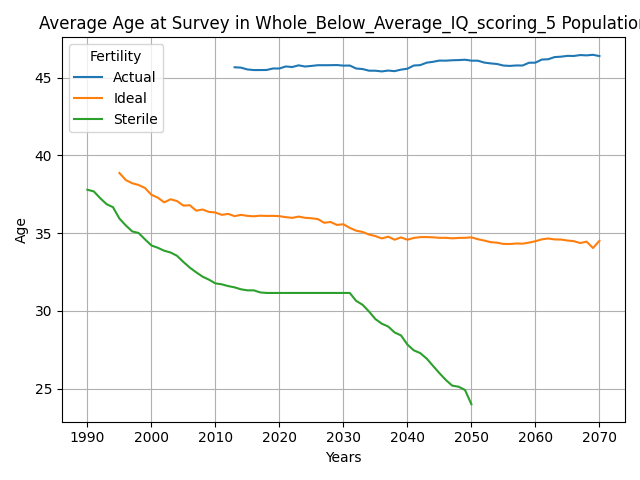 Average Age at Survey in Whole_Below_Average_IQ_scoring_5 Population
Fertility
Actual
Ideal
Sterile
45
40
35
30
25
Age
1990 2000 2010 2020 2030 2040 2050 2060 2070
Years